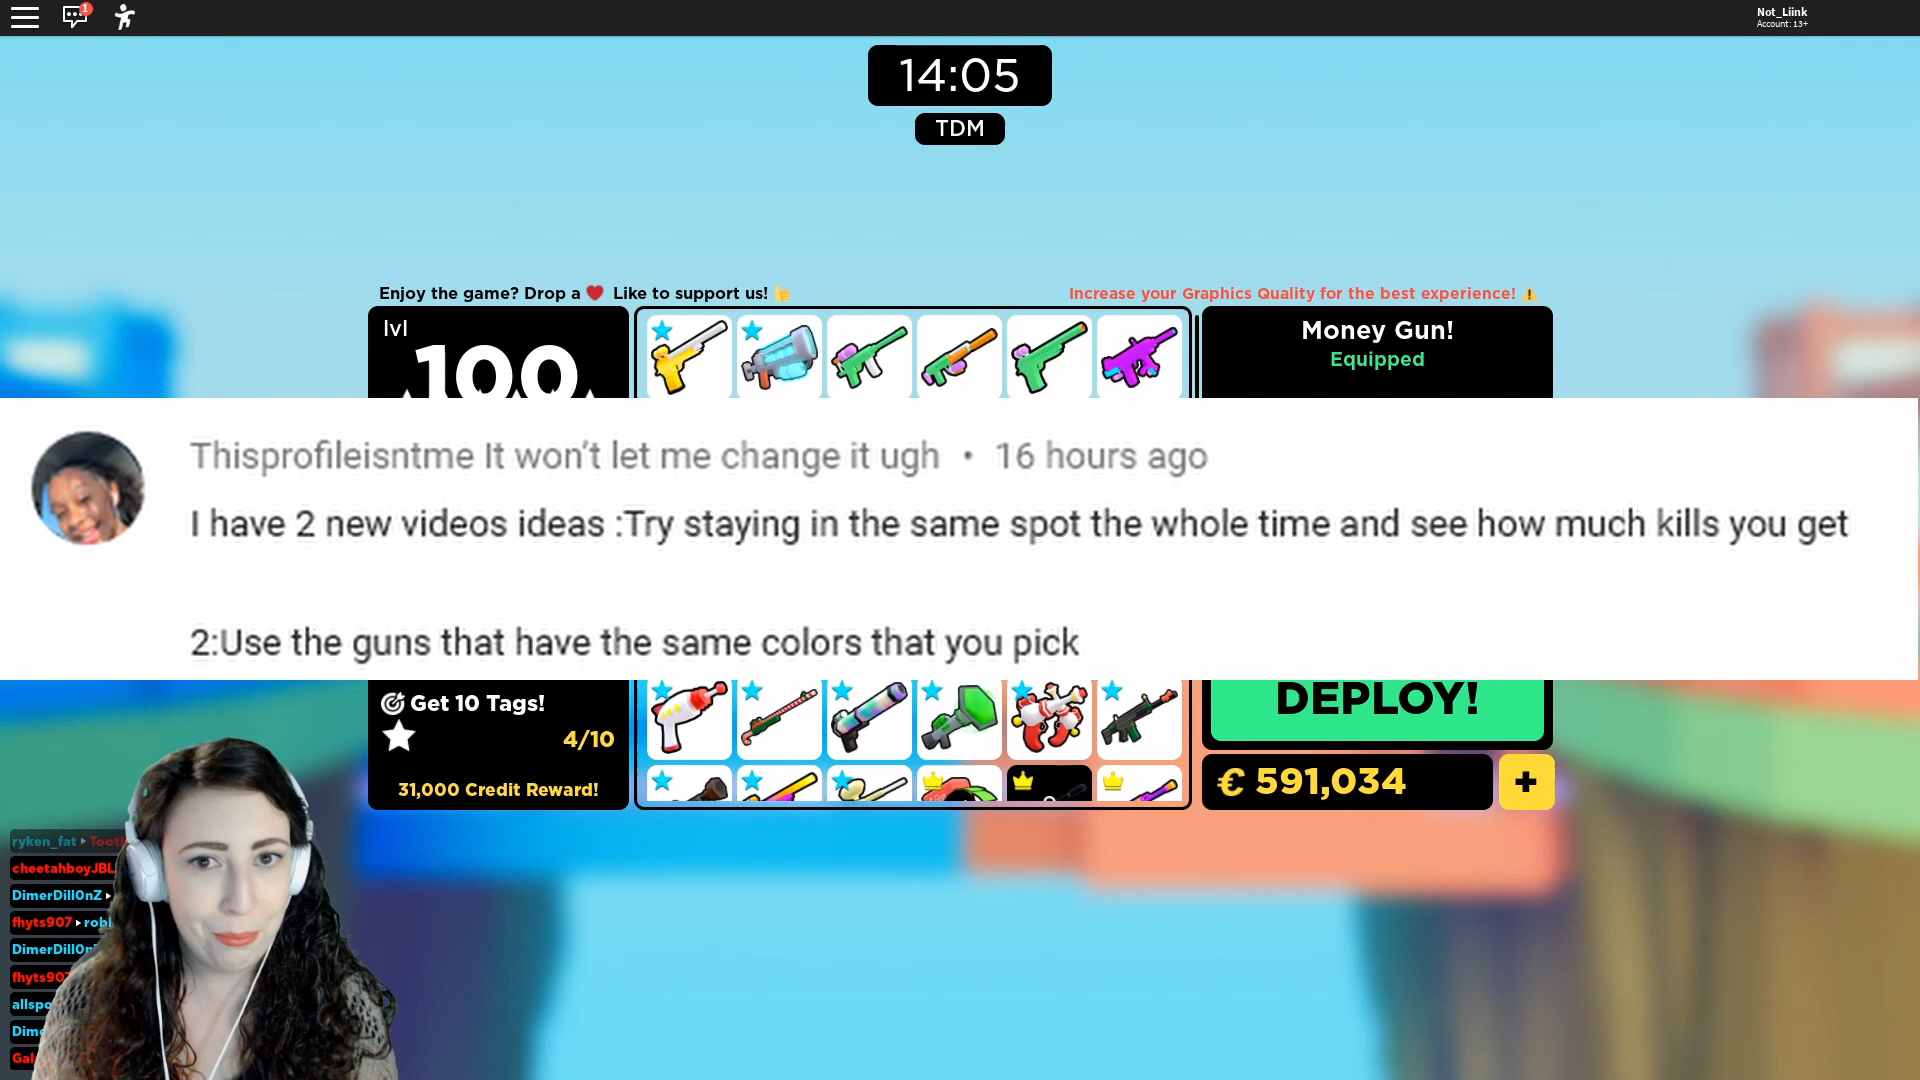 1
Not_Liink
Account: 13+
14:05
TDM
Enjoy the game? Drop a ❤️ Like to support us! 👍
Increase your Graphics Quality for the best experience! ⚠️
lvl
100
Money Gun!
Equipped
Thisprofileisntme It won't let me change it ugh • 16 hours ago
I have 2 new videos ideas :Try staying in the same spot the whole time and see how much kills you get
2:Use the guns that have the same colors that you pick
Get 10 Tags!
4/10
31,000 Credit Reward!
DEPLOY!
€ 591,034
+
ryken_fat
cheetahboyJBL
DimerDill0nZ
fhyts907